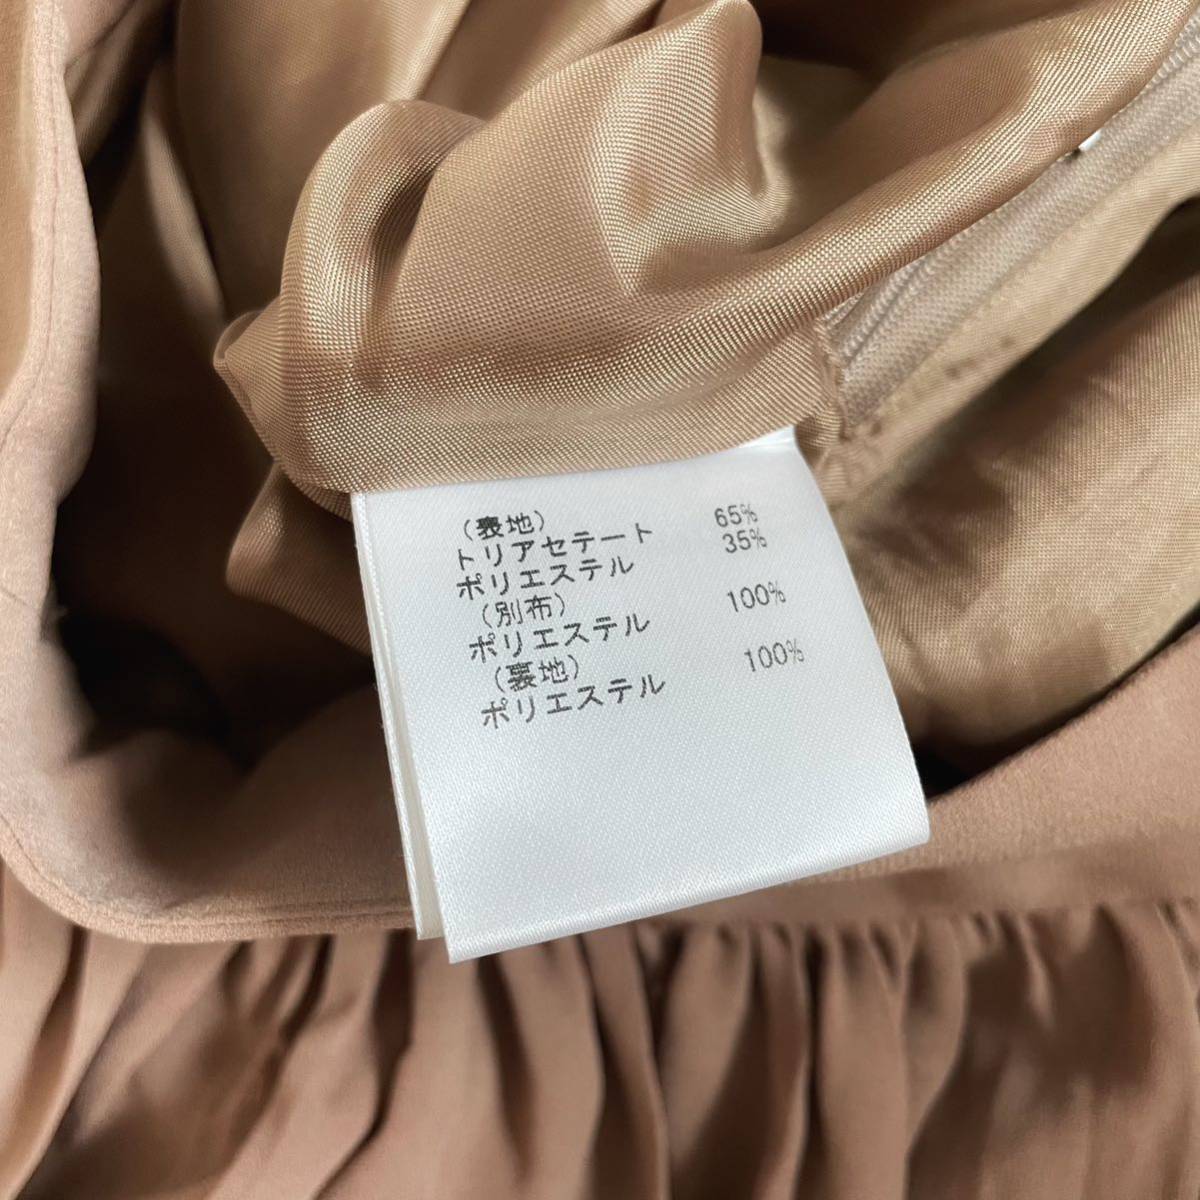 (表地)
トリアセテート 65%
ポリエステル 35%
(別布)
ポリエステル 100%
(裏地)
ポリエステル 100%